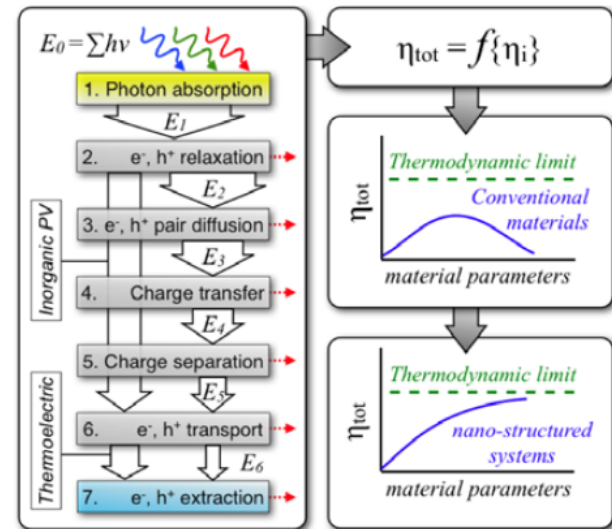 E₀ = ∑hν
1. Photon absorption
E₁
2. e⁻, h⁺ relaxation
E₂
3. e⁻, h⁺ pair diffusion
E₃
4. Charge transfer
E₄
5. Charge separation
E₅
6. e⁻, h⁺ transport
E₆
7. e⁻, h⁺ extraction
Inorganic PV
Thermoelectric
ηtot = f{ηi}
Thermodynamic limit
Conventional
materials
ηtot
material parameters
Thermodynamic limit
ηtot
nano-structured
systems
material parameters